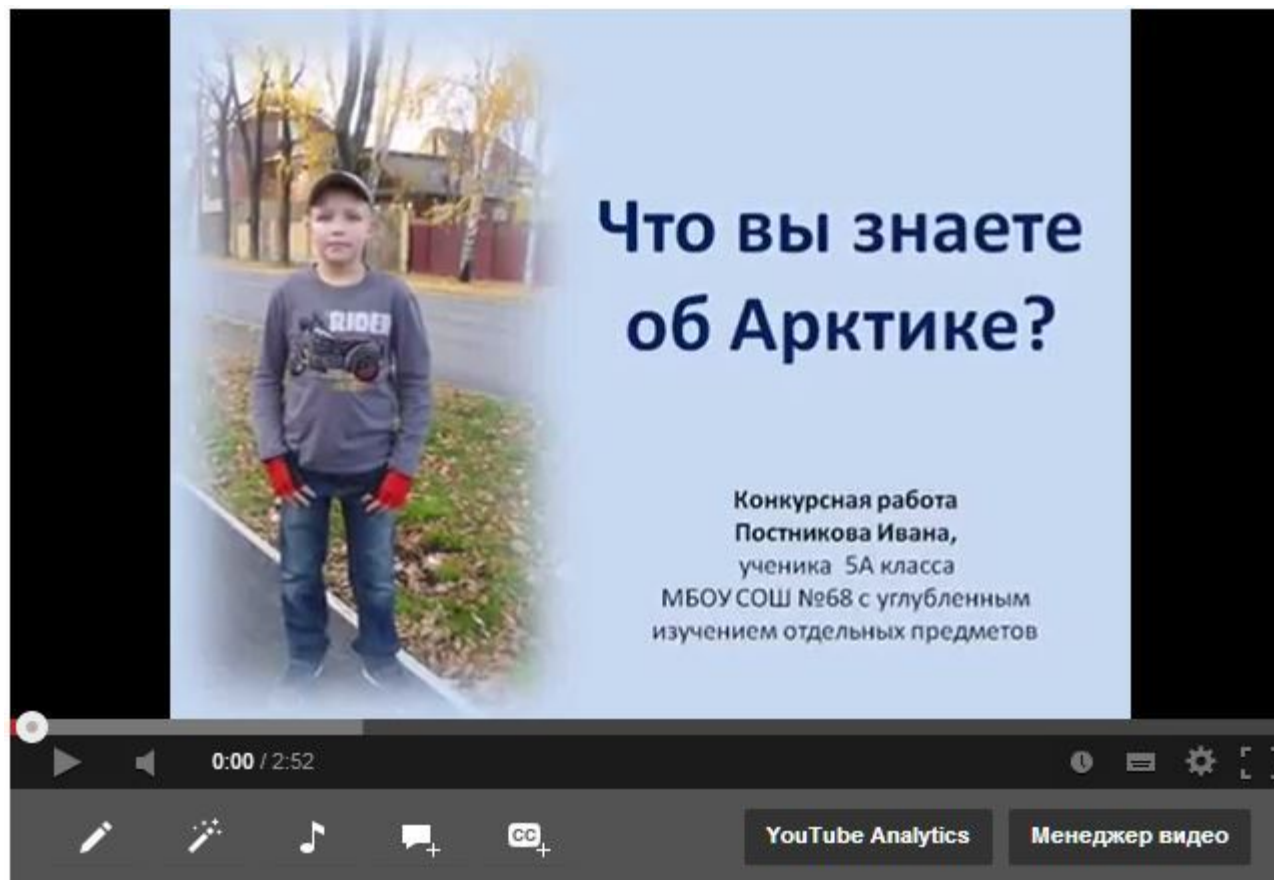 Что вы знаете
об Арктике?
RIDER
Конкурсная работа
Постникова Ивана,
ученика 5А класса
МБОУ СОШ №68 с углубленным
изучением отдельных предметов
0:00 / 2:52
CC
YouTube Analytics
Менеджер видео